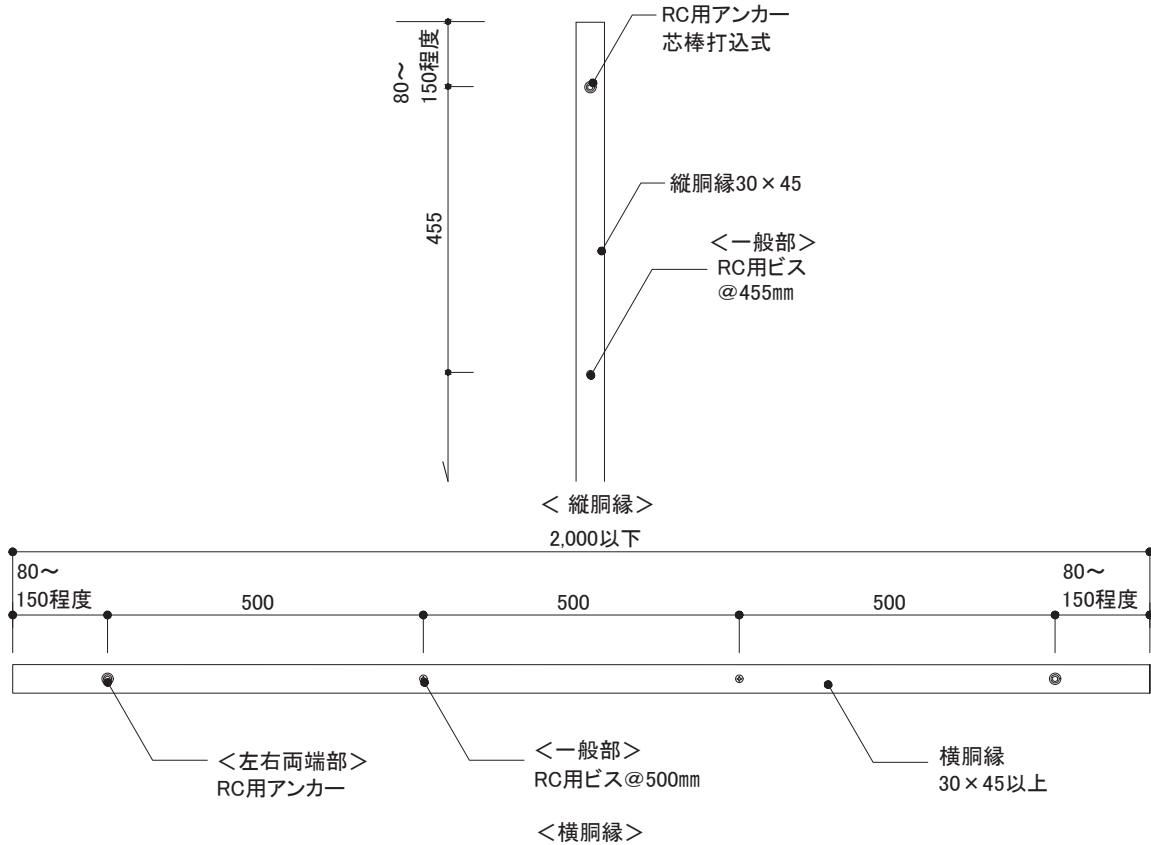 RC用アンカー
芯棒打込式
80～
150程度
縦胴縁30×45
455
＜一般部＞
RC用ビス
@455㎜
＜ 縦胴縁＞
2,000以下
80～
150程度
500
500
500
80～
150程度
＜左右両端部＞
RC用アンカー
＜一般部＞
RC用ビス@500㎜
横胴縁
30×45以上
＜横胴縁＞